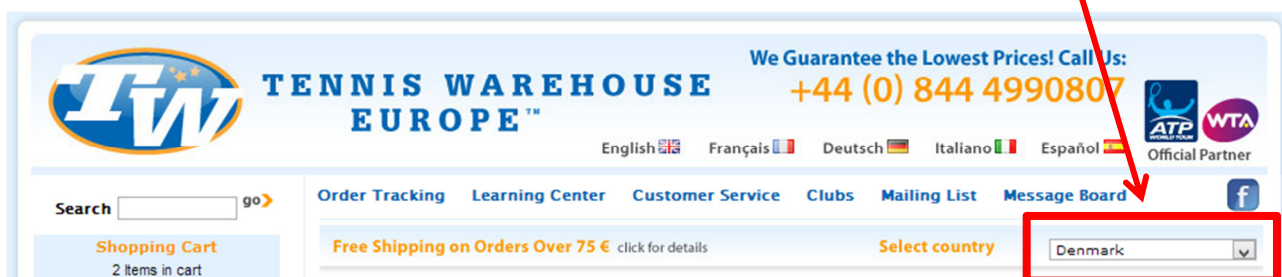 TW
TENNIS WAREHOUSE
EUROPE™
We Guarantee the Lowest Prices! Call Us:
+44 (0) 844 4990807
English Français Deutsch Italiano Español
ATP
WORLD TOUR
WTA
Official Partner
Search go
Order Tracking Learning Center Customer Service Clubs Mailing List Message Board
f
Shopping Cart
2 Items in cart
Free Shipping on Orders Over 75 € click for details Select country Denmark